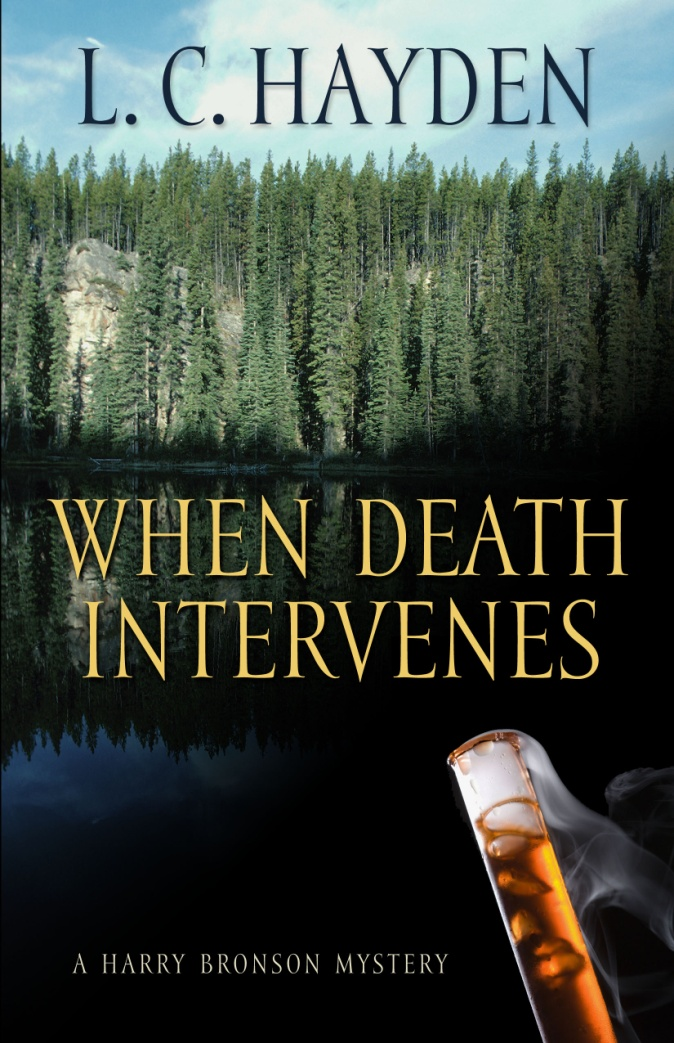 L. C. HAYDEN
WHEN DEATH
INTERVENES
A HARRY BRONSON MYSTERY